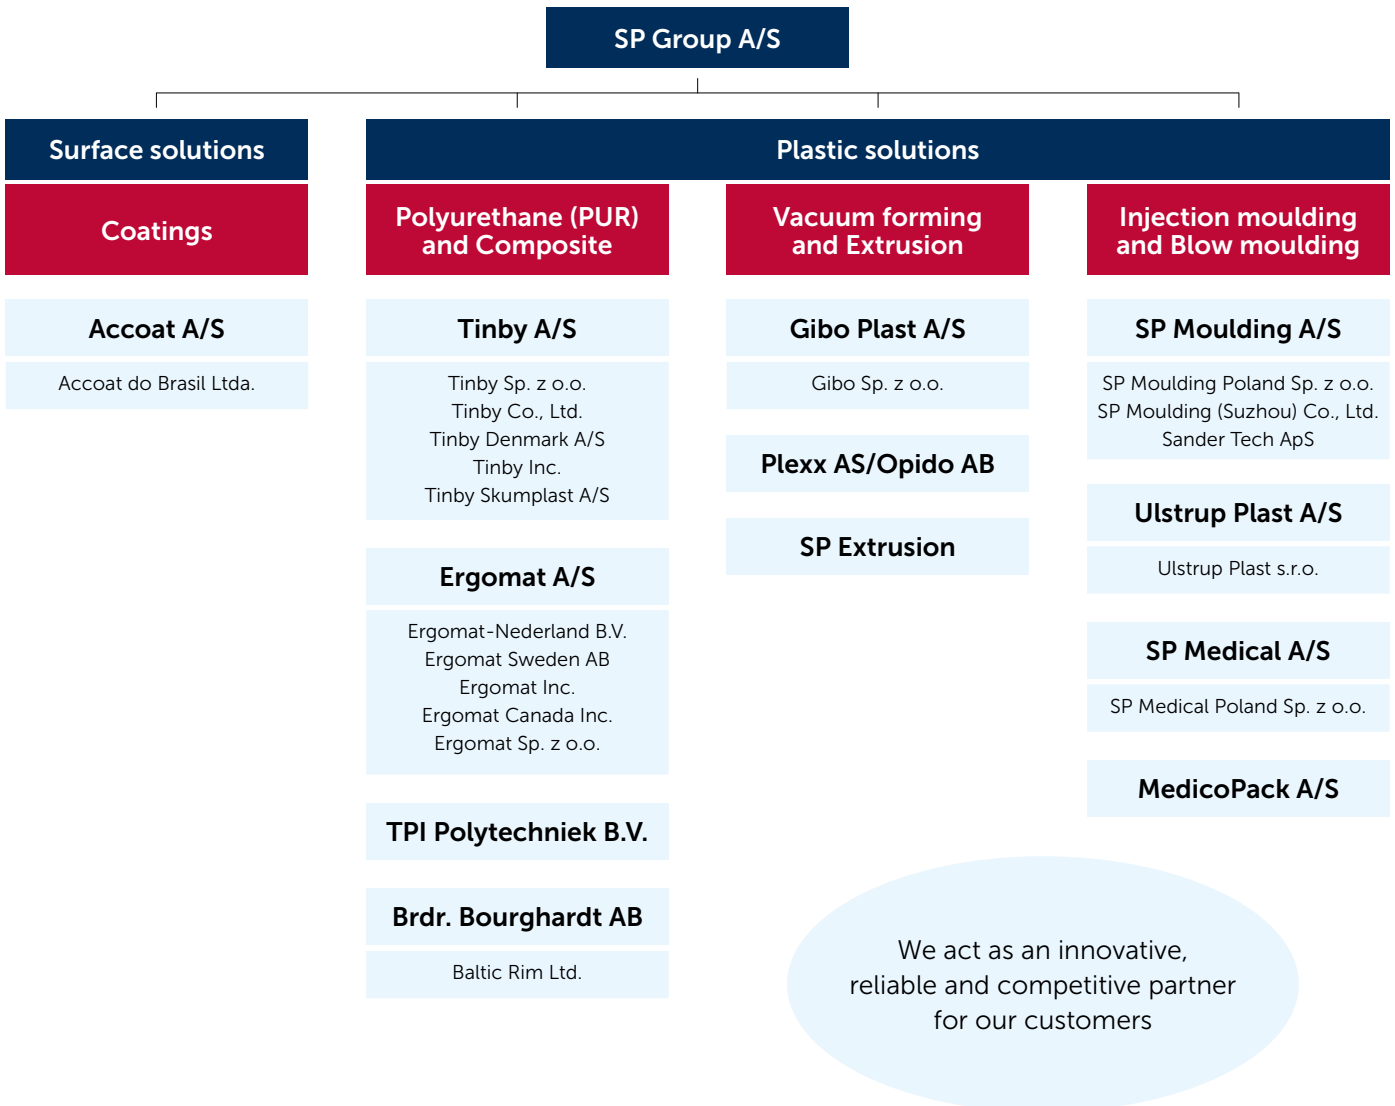 SP Group A/S
Surface solutions
Coatings
Accoat A/S
Accoat do Brasil Ltda.
Plastic solutions
Polyurethane (PUR)
and Composite
Tinby A/S
Tinby Sp. z o.o.
Tinby Co., Ltd.
Tinby Denmark A/S
Tinby Inc.
Tinby Skumplast A/S
Ergomat A/S
Ergomat-Nederland B.V.
Ergomat Sweden AB
Ergomat Inc.
Ergomat Canada Inc.
Ergomat Sp. z o.o.
TPI Polytechniek B.V.
Brdr. Bourghardt AB
Baltic Rim Ltd.
Vacuum forming
and Extrusion
Gibo Plast A/S
Gibo Sp. z o.o.
Plexx AS/Opido AB
SP Extrusion
Injection moulding
and Blow moulding
SP Moulding A/S
SP Moulding Poland Sp. z o.o.
SP Moulding (Suzhou) Co., Ltd.
Sander Tech ApS
Ulstrup Plast A/S
Ulstrup Plast s.r.o.
SP Medical A/S
SP Medical Poland Sp. z o.o.
MedicoPack A/S
We act as an innovative,
reliable and competitive partner
for our customers